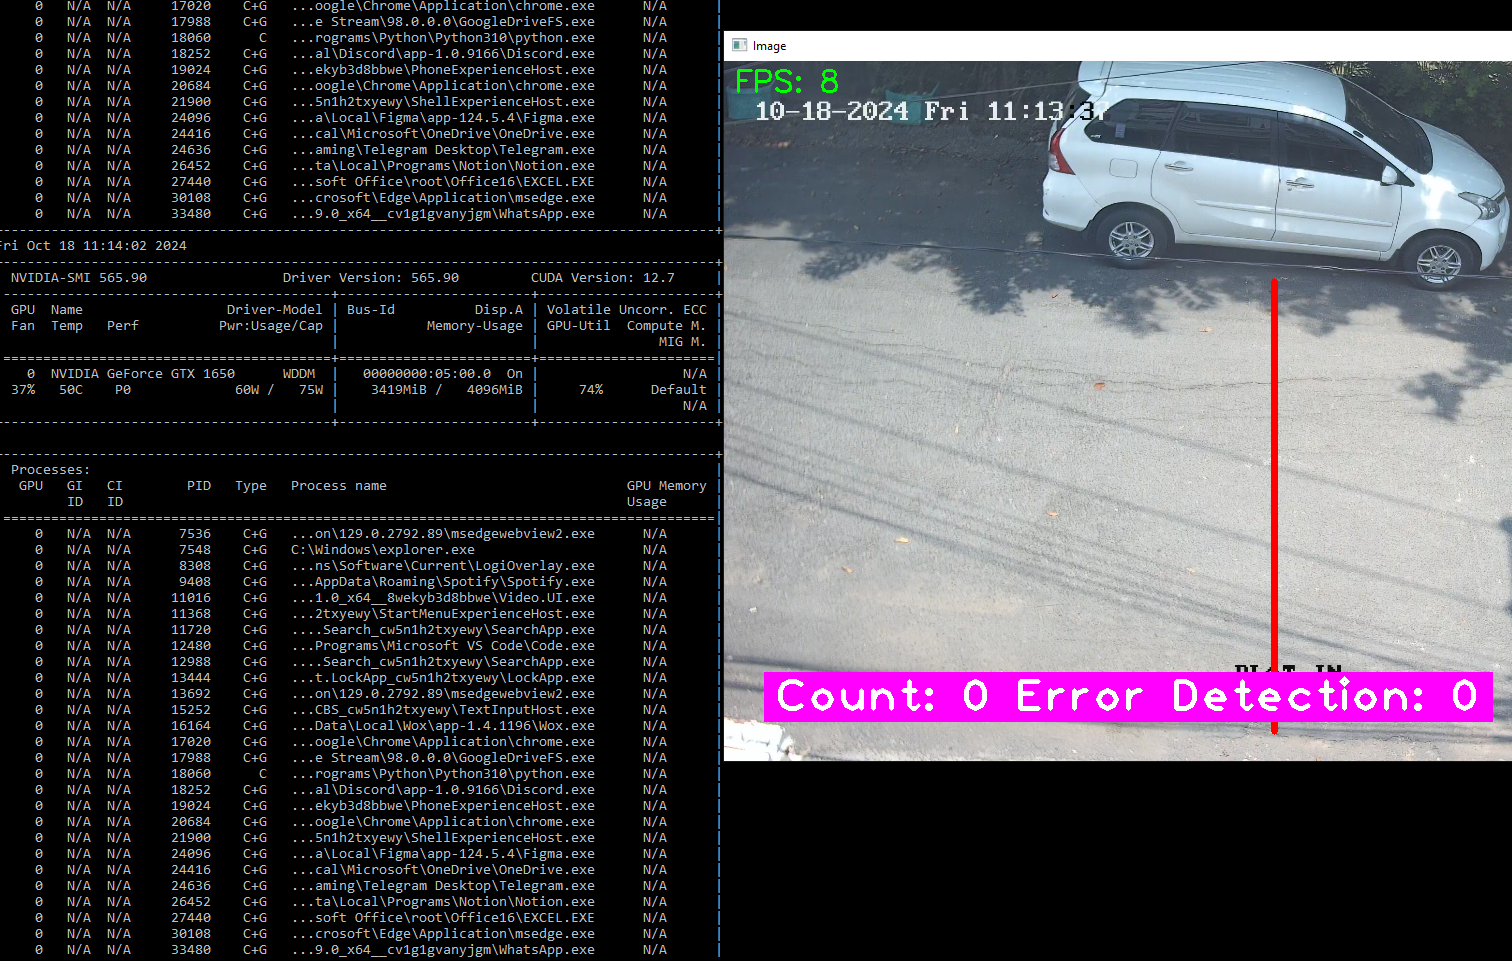 0 N/A N/A 17020 C+G ...oogle\Chrome\Application\chrome.exe N/A
0 N/A N/A 17988 C+G ...e Stream\98.0.0.0\GoogleDriveFS.exe N/A
0 N/A N/A 18060 C ...rograms\Python\Python310\python.exe N/A
0 N/A N/A 18252 C+G ...al\Discord\app-1.0.9166\Discord.exe N/A
0 N/A N/A 19024 C+G ...ekyb3d8bbwe\PhoneExperienceHost.exe N/A
0 N/A N/A 20684 C+G ...oogle\Chrome\Application\chrome.exe N/A
0 N/A N/A 21900 C+G ...5n1h2txyewy\ShellExperienceHost.exe N/A
0 N/A N/A 24096 C+G ...a\Local\Figma\app-124.5.4\Figma.exe N/A
0 N/A N/A 24416 C+G ...cal\Microsoft\OneDrive\OneDrive.exe N/A
0 N/A N/A 24636 C+G ...aming\Telegram Desktop\Telegram.exe N/A
0 N/A N/A 26452 C+G ...ta\Local\Programs\Notion\Notion.exe N/A
0 N/A N/A 27440 C+G ...soft Office\root\Office16\EXCEL.EXE N/A
0 N/A N/A 30108 C+G ...crosoft\Edge\Application\msedge.exe N/A
0 N/A N/A 33480 C+G ...9.0_x64__cv1g1gvanyjgm\WhatsApp.exe N/A
Fri Oct 18 11:14:02 2024
NVIDIA-SMI 565.90 Driver Version: 565.90 CUDA Version: 12.7
GPU Name Driver-Model | Bus-Id Disp.A | Volatile Uncorr. ECC
Fan Temp Perf Pwr:Usage/Cap | Memory-Usage | GPU-Util Compute M.
MIG M.
0 NVIDIA GeForce GTX 1650 WDDM | 00000000:05:00.0 On | N/A
37% 50C P0 60W / 75W | 3419MiB / 4096MiB | 74% Default
N/A
Processes:
GPU GI CI PID Type Process name GPU Memory
ID ID Usage
0 N/A N/A 7536 C+G ...on\129.0.2792.89\msedgewebview2.exe N/A
0 N/A N/A 7548 C+G C:\Windows\explorer.exe N/A
0 N/A N/A 8308 C+G ...ns\Software\Current\LogiOverlay.exe N/A
0 N/A N/A 9408 C+G ...AppData\Roaming\Spotify\Spotify.exe N/A
0 N/A N/A 11016 C+G ...1.0_x64__8wekyb3d8bbwe\Video.UI.exe N/A
0 N/A N/A 11368 C+G ...2txyewy\StartMenuExperienceHost.exe N/A
0 N/A N/A 11720 C+G ....Search_cw5n1h2txyewy\SearchApp.exe N/A
0 N/A N/A 12480 C+G ...Programs\Microsoft VS Code\Code.exe N/A
0 N/A N/A 12988 C+G ....Search_cw5n1h2txyewy\SearchApp.exe N/A
0 N/A N/A 13444 C+G ...t.LockApp_cw5n1h2txyewy\LockApp.exe N/A
0 N/A N/A 13692 C+G ...on\129.0.2792.89\msedgewebview2.exe N/A
0 N/A N/A 15252 C+G ...CBS_cw5n1h2txyewy\TextInputHost.exe N/A
0 N/A N/A 16164 C+G ...Data\Local\Wox\app-1.4.1196\Wox.exe N/A
0 N/A N/A 17020 C+G ...oogle\Chrome\Application\chrome.exe N/A
0 N/A N/A 17988 C+G ...e Stream\98.0.0.0\GoogleDriveFS.exe N/A
0 N/A N/A 18060 C ...rograms\Python\Python310\python.exe N/A
0 N/A N/A 18252 C+G ...al\Discord\app-1.0.9166\Discord.exe N/A
0 N/A N/A 19024 C+G ...ekyb3d8bbwe\PhoneExperienceHost.exe N/A
0 N/A N/A 20684 C+G ...oogle\Chrome\Application\chrome.exe N/A
0 N/A N/A 21900 C+G ...5n1h2txyewy\ShellExperienceHost.exe N/A
0 N/A N/A 24096 C+G ...a\Local\Figma\app-124.5.4\Figma.exe N/A
0 N/A N/A 24416 C+G ...cal\Microsoft\OneDrive\OneDrive.exe N/A
0 N/A N/A 24636 C+G ...aming\Telegram Desktop\Telegram.exe N/A
0 N/A N/A 26452 C+G ...ta\Local\Programs\Notion\Notion.exe N/A
0 N/A N/A 27440 C+G ...soft Office\root\Office16\EXCEL.EXE N/A
0 N/A N/A 30108 C+G ...crosoft\Edge\Application\msedge.exe N/A
0 N/A N/A 33480 C+G ...9.0_x64__cv1g1gvanyjgm\WhatsApp.exe N/A
Image
FPS: 8
10-18-2024 Fri 11:13:37
Count: 0 Error Detection: 0